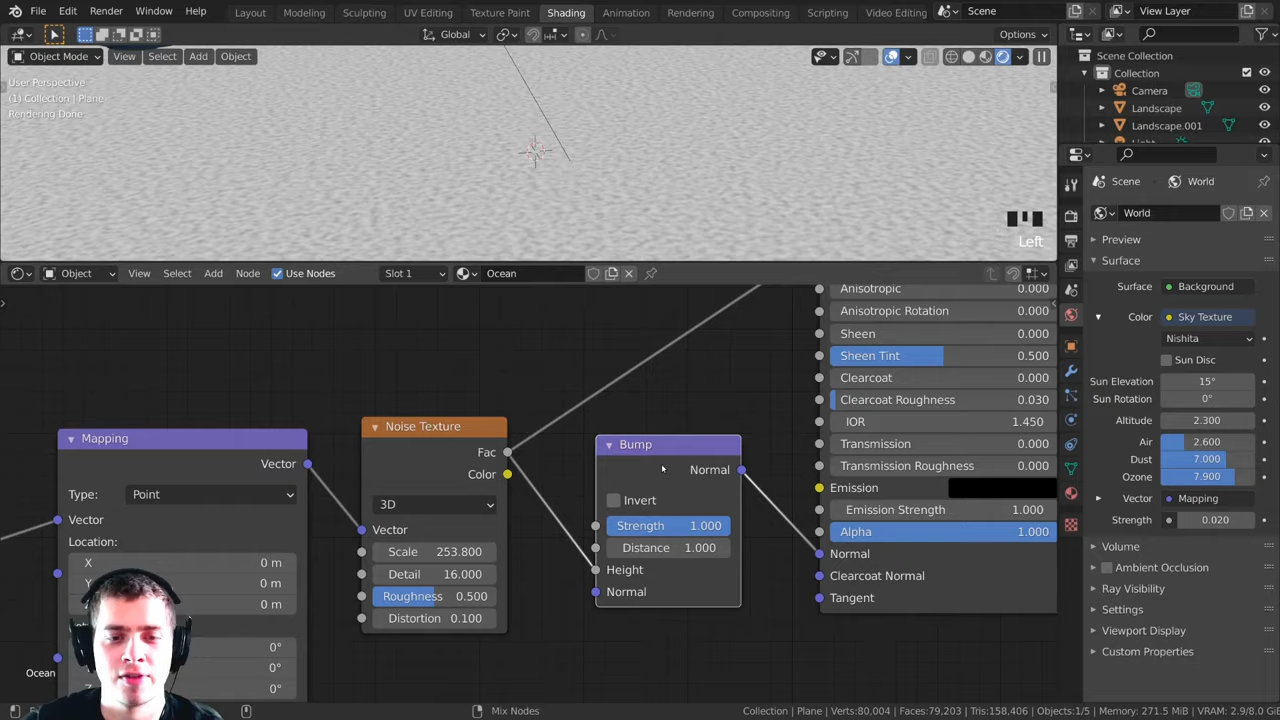 File Edit Render Window Help Layout Modeling Sculpting UV Editing Texture Paint Shading Animation Rendering Compositing Scripting Video Editing Scene View Layer
Global Options
Object Mode View Select Add Object
User Perspective
(1) Collection | Plane
Rendering Done
Left
Scene Collection
Collection
Camera
Landscape
Landscape.001
Light
Scene World
World
Preview
Surface
Surface Background
Color Sky Texture
Nishita
Sun Disc
Sun Elevation 15°
Sun Rotation 0°
Altitude 2.300
Air 2.600
Dust 7.000
Ozone 7.900
Vector Mapping
Strength 0.020
Volume
Ambient Occlusion
Ray Visibility
Settings
Viewport Display
Custom Properties
Object View Select Add Node Use Nodes Slot 1 Ocean
Mapping
Vector
Type: Point
Vector
Location:
X 0 m
Y 0 m
Z 0 m
0°
0°
0°
Ocean
Noise Texture
Fac
Color
3D
Vector
Scale 253.800
Detail 16.000
Roughness 0.500
Distortion 0.100
Bump
Normal
Invert
Strength 1.000
Distance 1.000
Height
Normal
Anisotropic 0.000
Anisotropic Rotation 0.000
Sheen 0.000
Sheen Tint 0.500
Clearcoat 0.000
Clearcoat Roughness 0.030
IOR 1.450
Transmission 0.000
Transmission Roughness 0.000
Emission
Emission Strength 1.000
Alpha 1.000
Normal
Clearcoat Normal
Tangent
Mix Nodes
Collection | Plane | Verts:80,004 | Faces:79,203 | Tris:158,406 | Objects:1/5 | Memory: 271.5 MiB | VRAM: 2.9/8.0 Gi